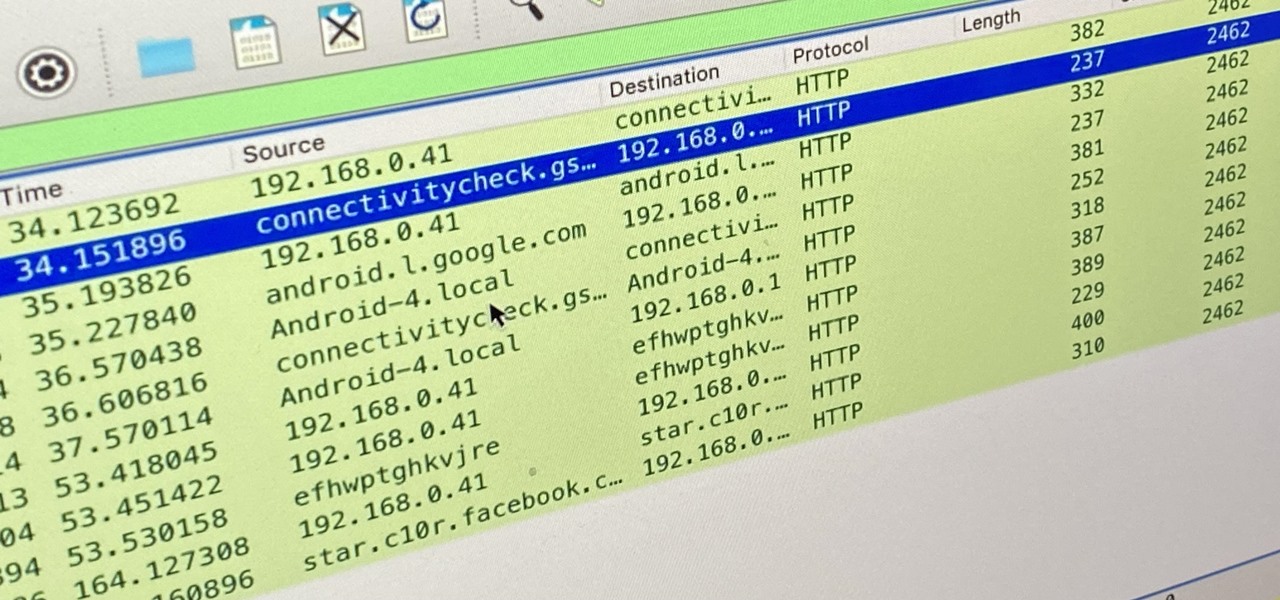 Time Source Destination Protocol Length
34.123692 192.168.0.41 connectivi… HTTP 382 2462
34.151896 connectivitycheck.gs… 192.168.0.… HTTP 237 2462
35.193826 192.168.0.41 android.l.… HTTP 332 2462
35.227840 android.l.google.com 192.168.0.… HTTP 237 2462
36.570438 Android-4.local connectivi… HTTP 381 2462
8 36.606816 connectivitycheck.gs… Android-4.… HTTP 252 2462
4 37.570114 Android-4.local 192.168.0.1 HTTP 318 2462
13 53.418045 192.168.0.41 efhwptghkv… HTTP 387 2462
04 53.451422 192.168.0.41 efhwptghkv… HTTP 389 2462
394 53.530158 efhwptghkvjre 192.168.0.… HTTP 229 2462
164.127308 192.168.0.41 star.c10r.… HTTP 400 2462
160896 star.c10r.facebook.c… 192.168.0.… HTTP 310 2462